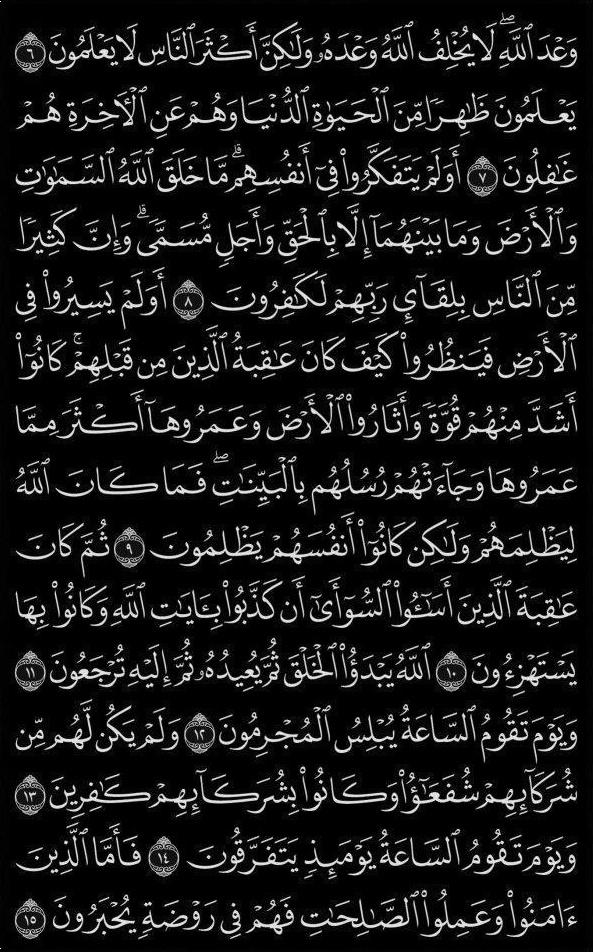 وَعْدَ ٱللَّهِ ۖ لَا يُخْلِفُ ٱللَّهُ وَعْدَهُۥ وَلَٰكِنَّ أَكْثَرَ ٱلنَّاسِ لَا يَعْلَمُونَ ٦
يَعْلَمُونَ ظَٰهِرًا مِّنَ ٱلْحَيَوٰةِ ٱلدُّنْيَا وَهُمْ عَنِ ٱلْءَاخِرَةِ هُمْ
غَٰفِلُونَ ٧ أَوَلَمْ يَتَفَكَّرُوا۟ فِىٓ أَنفُسِهِم ۗ مَّا خَلَقَ ٱللَّهُ ٱلسَّمَٰوَٰتِ
وَٱلْأَرْضَ وَمَا بَيْنَهُمَآ إِلَّا بِٱلْحَقِّ وَأَجَلٍ مُّسَمًّى ۗ وَإِنَّ كَثِيرًا
مِّنَ ٱلنَّاسِ بِلِقَآئِ رَبِّهِمْ لَكَٰفِرُونَ ٨ أَوَلَمْ يَسِيرُوا۟ فِى
ٱلْأَرْضِ فَيَنظُرُوا۟ كَيْفَ كَانَ عَٰقِبَةُ ٱلَّذِينَ مِن قَبْلِهِمْ ۚ كَانُوٓا۟
أَشَدَّ مِنْهُمْ قُوَّةً وَأَثَارُوا۟ ٱلْأَرْضَ وَعَمَرُوهَآ أَكْثَرَ مِمَّا
عَمَرُوهَا وَجَآءَتْهُمْ رُسُلُهُم بِٱلْبَيِّنَٰتِ ۖ فَمَا كَانَ ٱللَّهُ
لِيَظْلِمَهُمْ وَلَٰكِن كَانُوٓا۟ أَنفُسَهُمْ يَظْلِمُونَ ٩ ثُمَّ كَانَ
عَٰقِبَةَ ٱلَّذِينَ أَسَٰٓـُٔوا۟ ٱلسُّوٓأَىٰٓ أَن كَذَّبُوا۟ بِـَٔايَٰتِ ٱللَّهِ وَكَانُوا۟ بِهَا
يَسْتَهْزِءُونَ ١٠ ٱللَّهُ يَبْدَؤُا۟ ٱلْخَلْقَ ثُمَّ يُعِيدُهُۥ ثُمَّ إِلَيْهِ تُرْجَعُونَ ١١
وَيَوْمَ تَقُومُ ٱلسَّاعَةُ يُبْلِسُ ٱلْمُجْرِمُونَ ١٢ وَلَمْ يَكُن لَّهُم مِّن
شُرَكَآئِهِمْ شُفَعَٰٓؤُا۟ وَكَانُوا۟ بِشُرَكَآئِهِمْ كَٰفِرِينَ ١٣
وَيَوْمَ تَقُومُ ٱلسَّاعَةُ يَوْمَئِذٍ يَتَفَرَّقُونَ ١٤ فَأَمَّا ٱلَّذِينَ
ءَامَنُوا۟ وَعَمِلُوا۟ ٱلصَّٰلِحَٰتِ فَهُمْ فِى رَوْضَةٍ يُحْبَرُونَ ١٥